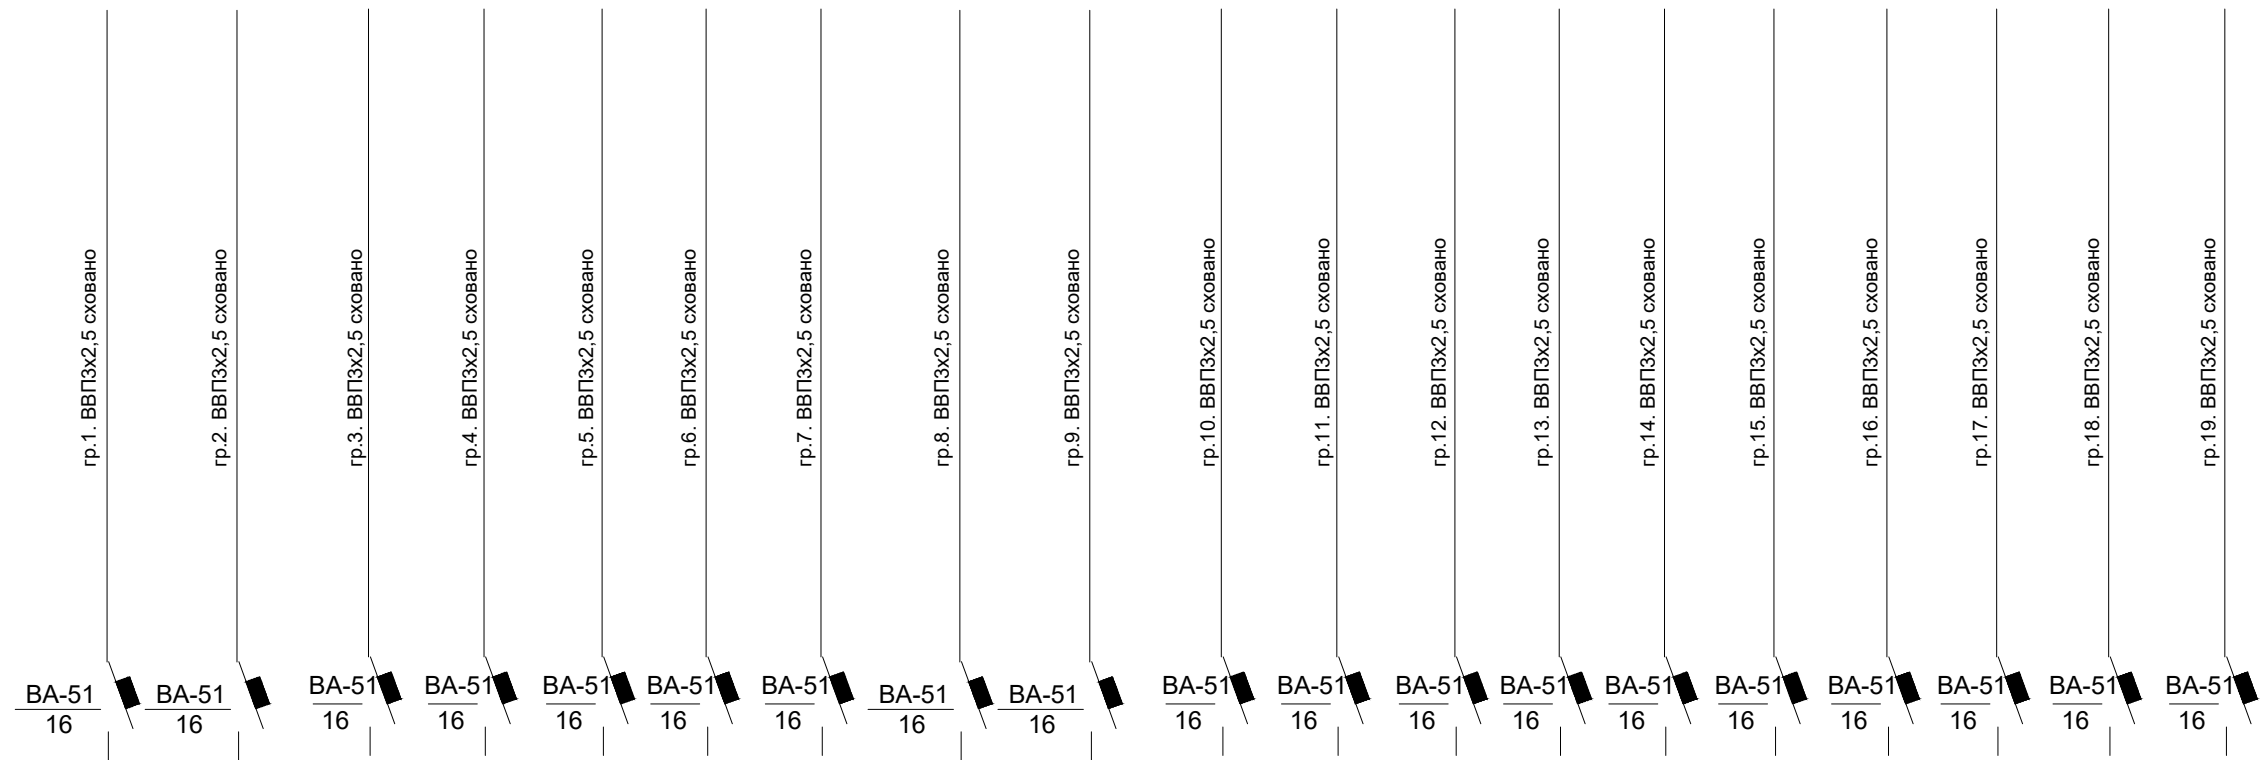 гр.1. ВВП3х2,5 сховано
гр.2. ВВП3х2,5 сховано
гр.3. ВВП3х2,5 сховано
гр.4. ВВП3х2,5 сховано
гр.5. ВВП3х2,5 сховано
гр.6. ВВП3х2,5 сховано
гр.7. ВВП3х2,5 сховано
гр.8. ВВП3х2,5 сховано
гр.9. ВВП3х2,5 сховано
гр.10. ВВП3х2,5 сховано
гр.11. ВВП3х2,5 сховано
гр.12. ВВП3х2,5 сховано
гр.13. ВВП3х2,5 сховано
гр.14. ВВП3х2,5 сховано
гр.15. ВВП3х2,5 сховано
гр.16. ВВП3х2,5 сховано
гр.17. ВВП3х2,5 сховано
гр.18. ВВП3х2,5 сховано
гр.19. ВВП3х2,5 сховано
ВА-51
16
ВА-51
16
ВА-51
16
ВА-51
16
ВА-51
16
ВА-51
16
ВА-51
16
ВА-51
16
ВА-51
16
ВА-51
16
ВА-51
16
ВА-51
16
ВА-51
16
ВА-51
16
ВА-51
16
ВА-51
16
ВА-51
16
ВА-51
16
ВА-51
16